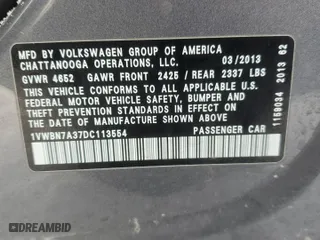 MFD BY VOLKSWAGEN GROUP OF AMERICA
CHATTANOOGA OPERATIONS, LLC. 03/2013
GVWR 4652 GAWR FRONT 2425 / REAR 2337 LBS
THIS VEHICLE CONFORMS TO ALL APPLICABLE
FEDERAL MOTOR VEHICLE SAFETY, BUMPER AND
THEFT PREVENTION STANDARDS IN EFFECT ON
THE DATE OF MANUFACTURE SHOWN ABOVE.
1VWBN7A37DC113554 PASSENGER CAR
1159034 2013 82